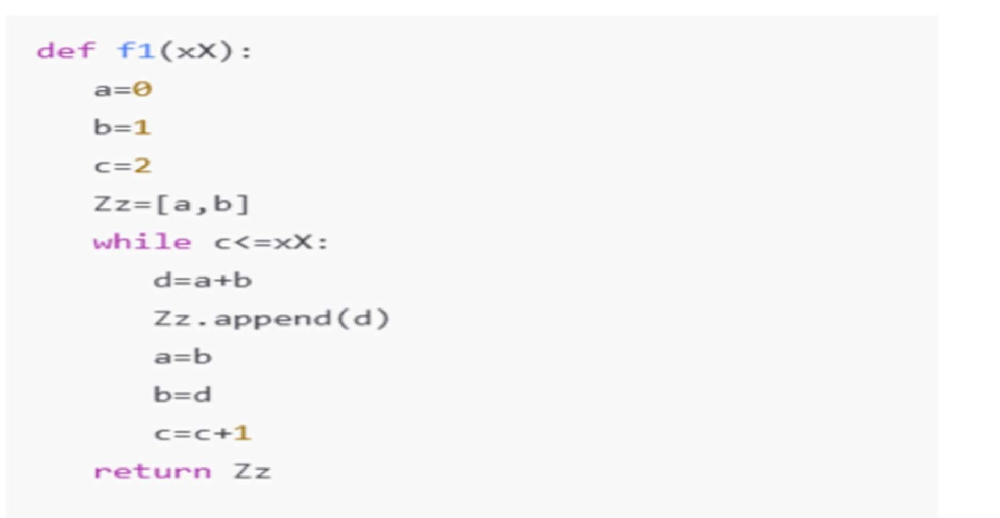 def f1(xX):
    a=0
    b=1
    c=2
    Zz=[a,b]
    while c<=xX:
        d=a+b
        Zz.append(d)
        a=b
        b=d
        c=c+1
    return Zz